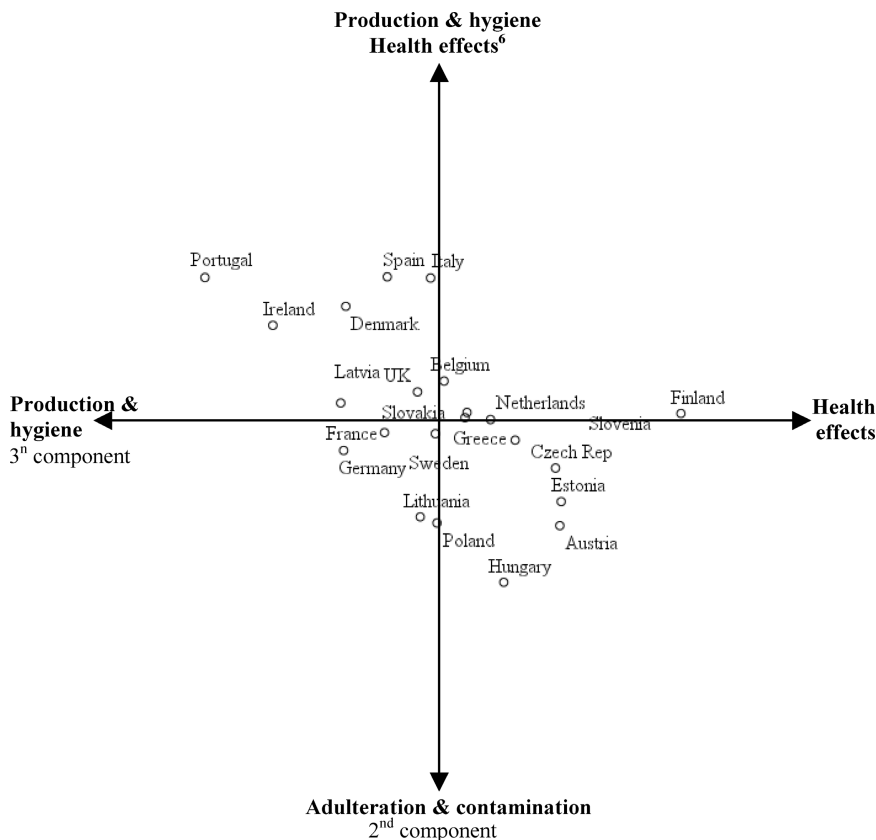 Production & hygiene
Health effects⁶
Portugal
Spain Italy
Ireland
Denmark
Belgium
Latvia UK
Finland
Netherlands
Production &
hygiene
3ⁿ component
Slovakia
Slovenia
Health
effects
France
Greece
Germany Sweden
Czech Rep
Estonia
Lithuania
Poland
Austria
Hungary
Adulteration & contamination
2ⁿᵈ component